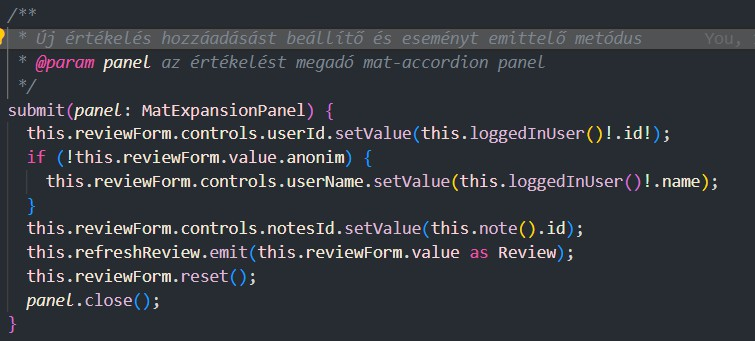 /**
 * Új értékelés hozzáadásást beállító és eseményt emittelő metódus You,
 * @param panel az értékelést megadó mat-accordion panel
 */
submit(panel: MatExpansionPanel) {
  this.reviewForm.controls.userId.setValue(this.loggedInUser()!.id!);
  if (!this.reviewForm.value.anonim) {
    this.reviewForm.controls.userName.setValue(this.loggedInUser()!.name);
  }
  this.reviewForm.controls.notesId.setValue(this.note().id);
  this.refreshReview.emit(this.reviewForm.value as Review);
  this.reviewForm.reset();
  panel.close();
}